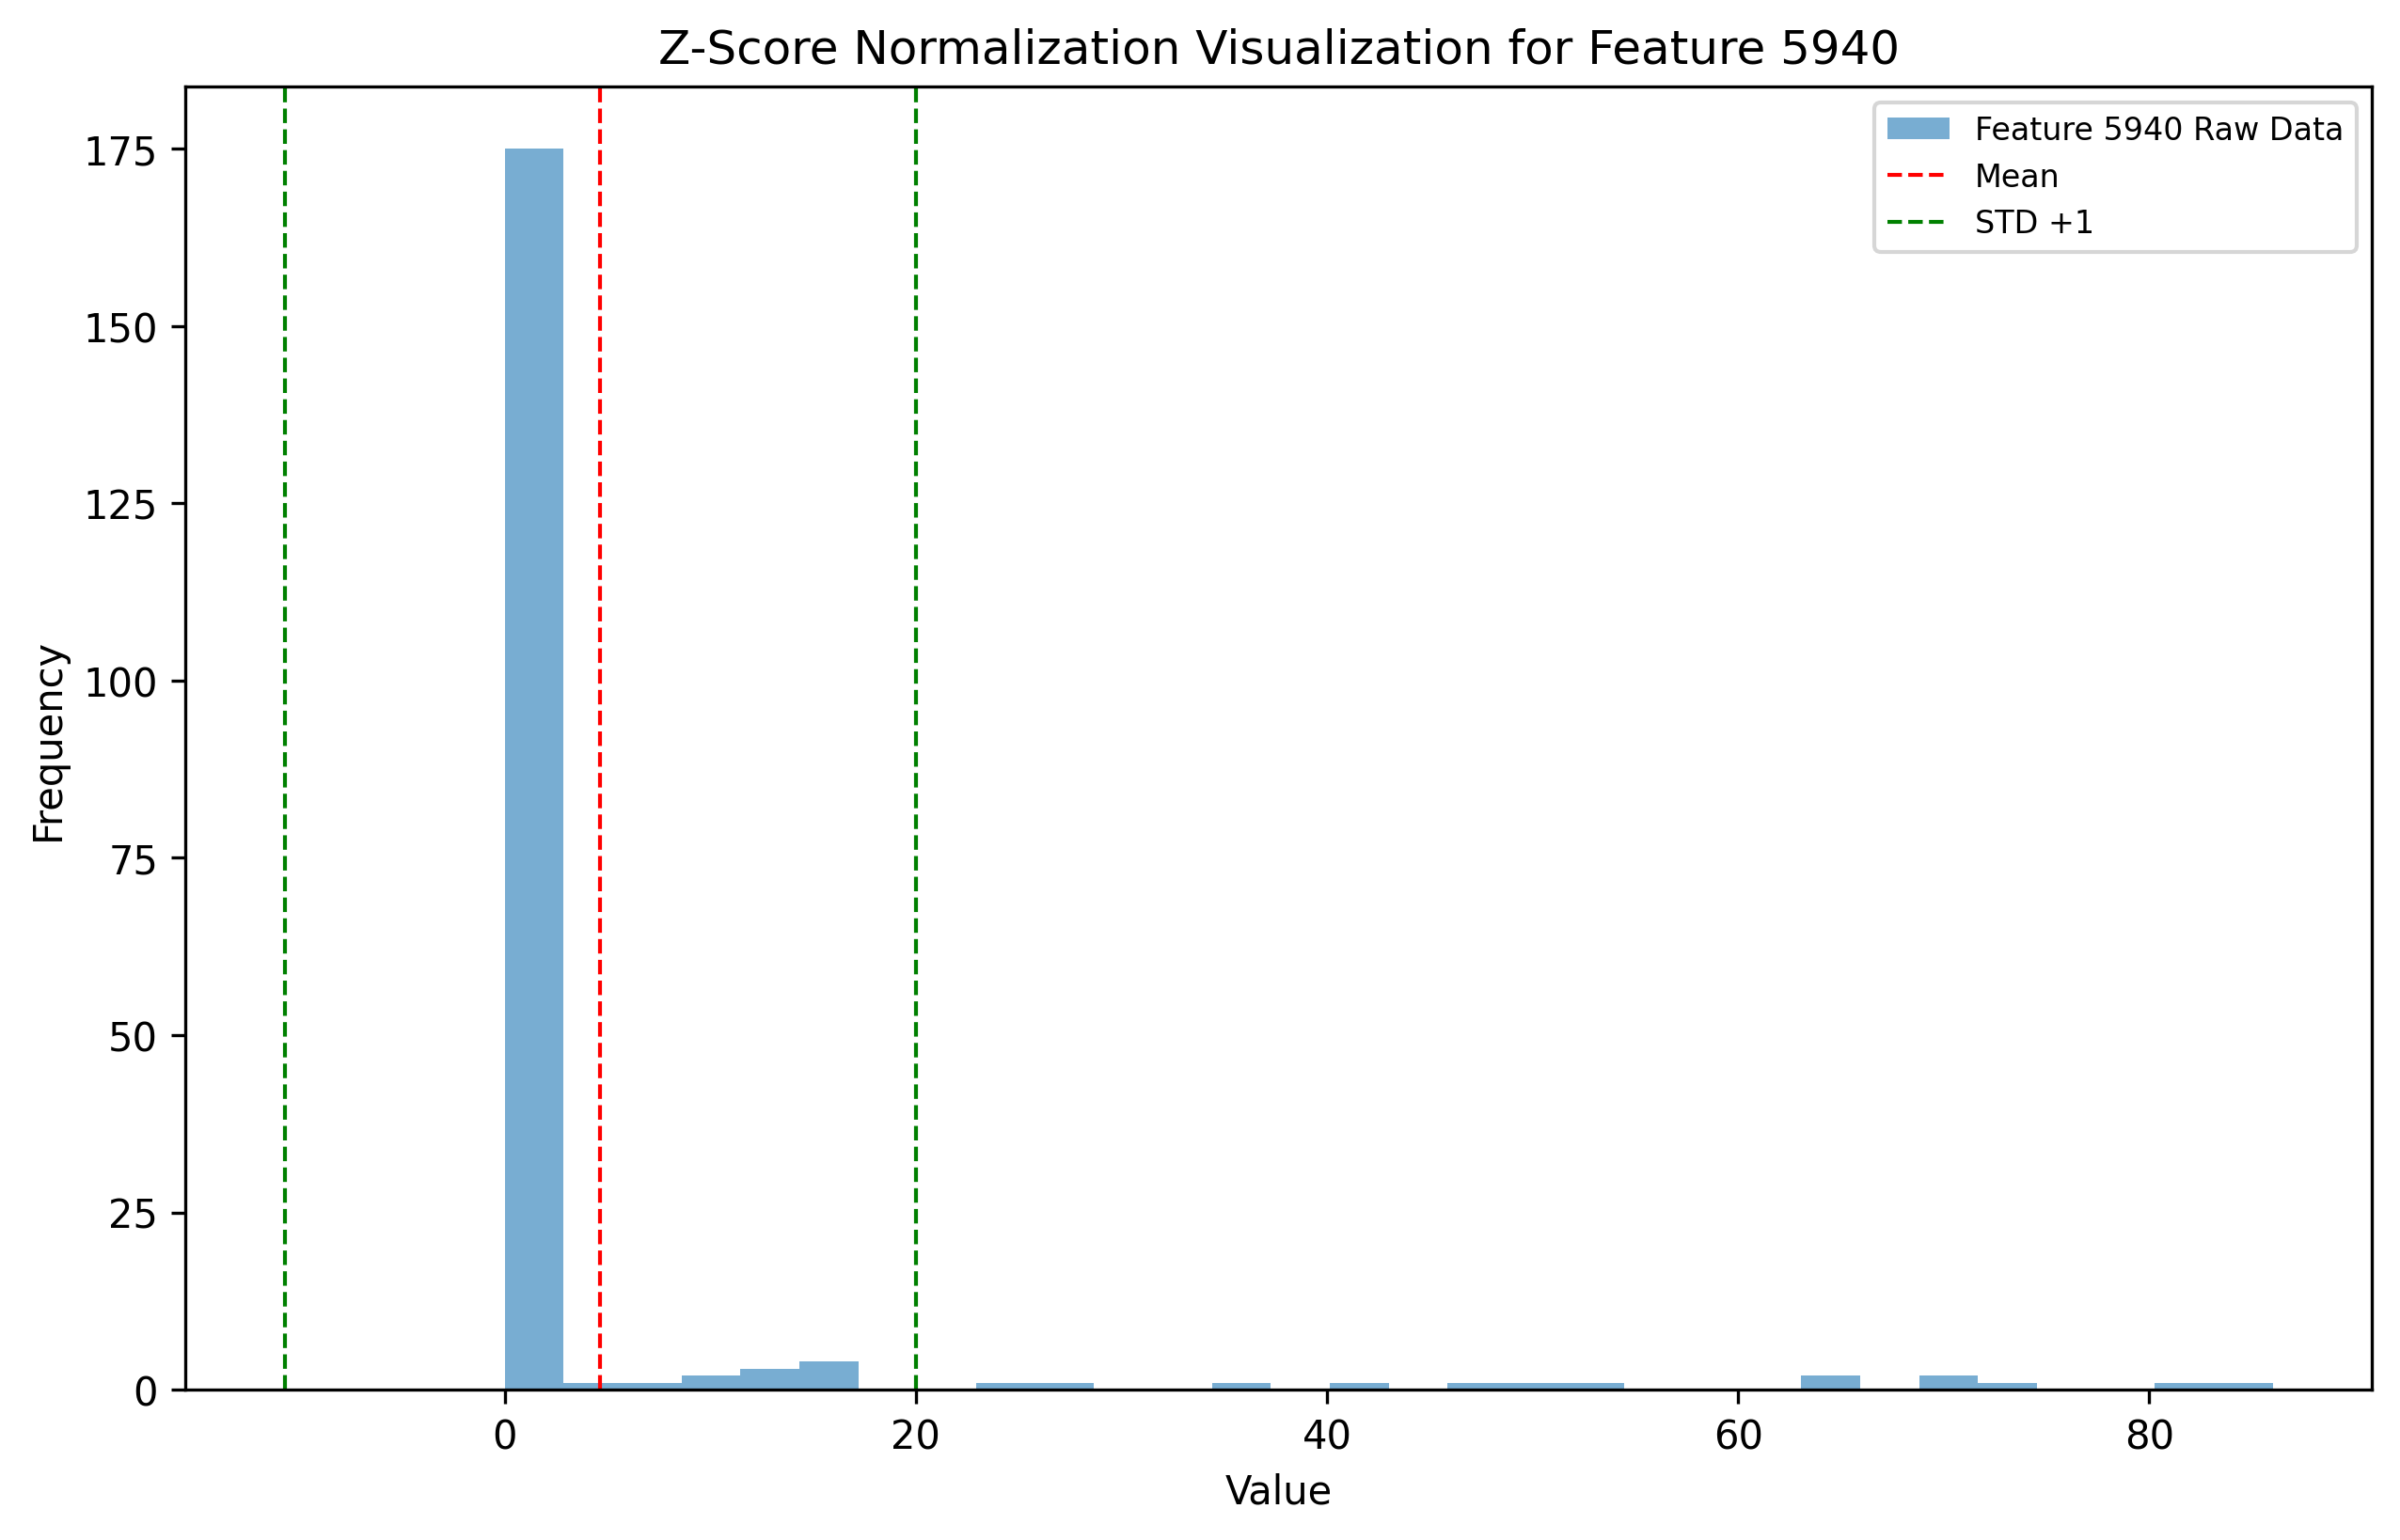 Z-Score Normalization Visualization for Feature 5940
Feature 5940 Raw Data
Mean
STD +1
175
150
125
100
75
50
25
0
Frequency
0 20 40 60 80
Value